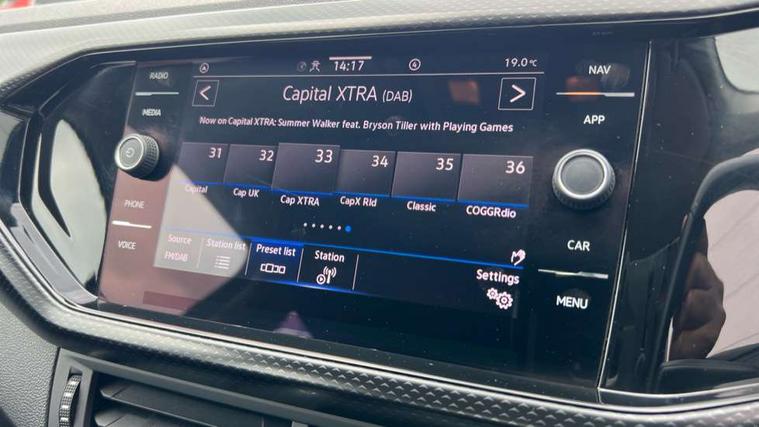 RADIO
MEDIA
PHONE
VOICE
14:17
4
19.0°C
< Capital XTRA (DAB) >
Now on Capital XTRA: Summer Walker feat. Bryson Tiller with Playing Games
31 32 33 34 35 36
Capital Cap UK Cap XTRA CapX Rld Classic COGGRdio
Source Station list Preset list Station
FM/DAB
Settings
NAV
APP
CAR
MENU